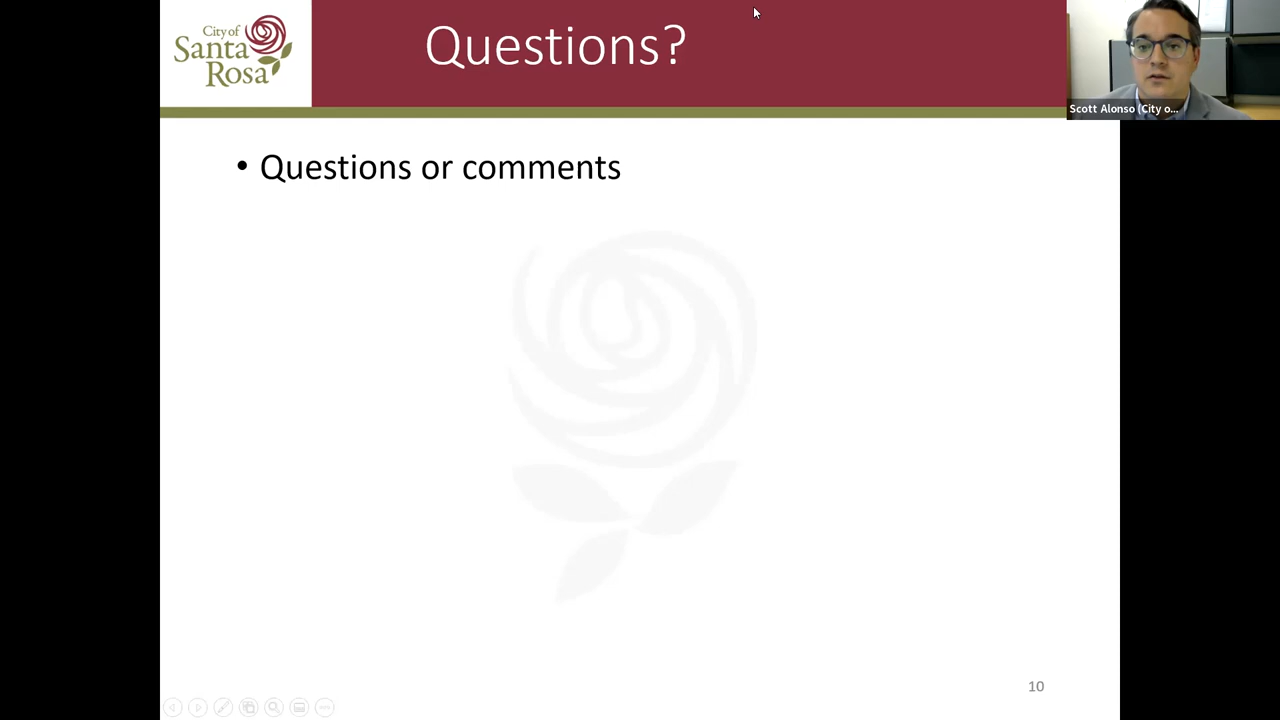 City of
Santa
Rosa
Questions?
Scott Alonso (City o...
• Questions or comments
10